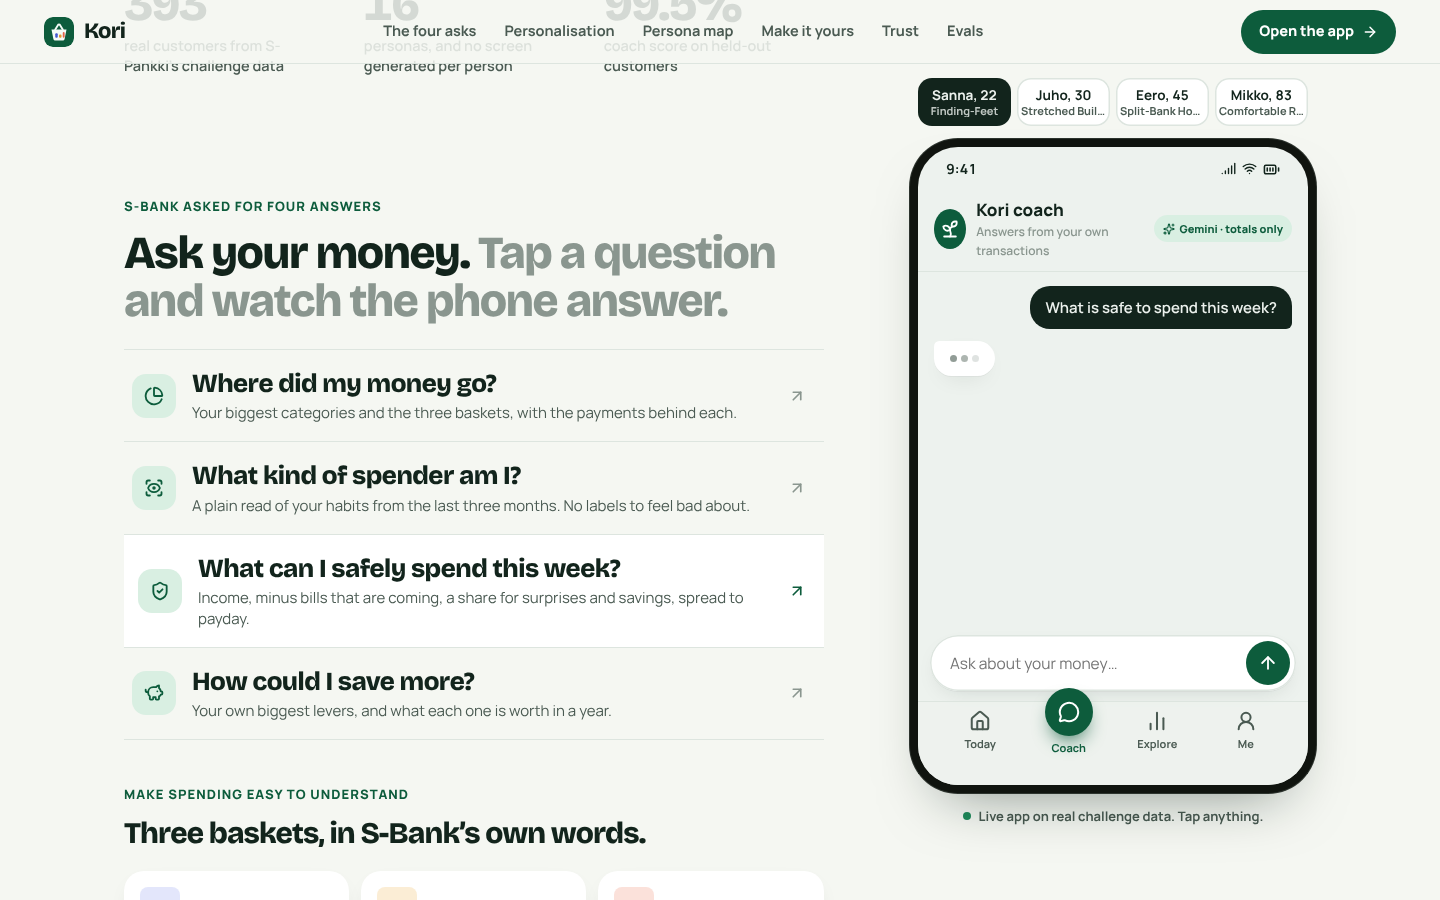 393
16
99.5%
Kori
The four asks
Personalisation
Persona map
Make it yours
Trust
Evals
Open the app
real customers from S-
Pankki's challenge data
personas, and no screen
generated per person
coach score on held-out
customers
Sanna, 22
Finding-Feet
Juho, 30
Stretched Buil...
Eero, 45
Split-Bank Ho...
Mikko, 83
Comfortable R...
S-BANK ASKED FOR FOUR ANSWERS
Ask your money. Tap a question
and watch the phone answer.
Where did my money go?
Your biggest categories and the three baskets, with the payments behind each.
What kind of spender am I?
A plain read of your habits from the last three months. No labels to feel bad about.
What can I safely spend this week?
Income, minus bills that are coming, a share for surprises and savings, spread to
payday.
How could I save more?
Your own biggest levers, and what each one is worth in a year.
MAKE SPENDING EASY TO UNDERSTAND
Three baskets, in S-Bank's own words.
9:41
Kori coach
Answers from your own
transactions
Gemini · totals only
What is safe to spend this week?
Ask about your money...
Today
Coach
Explore
Me
Live app on real challenge data. Tap anything.